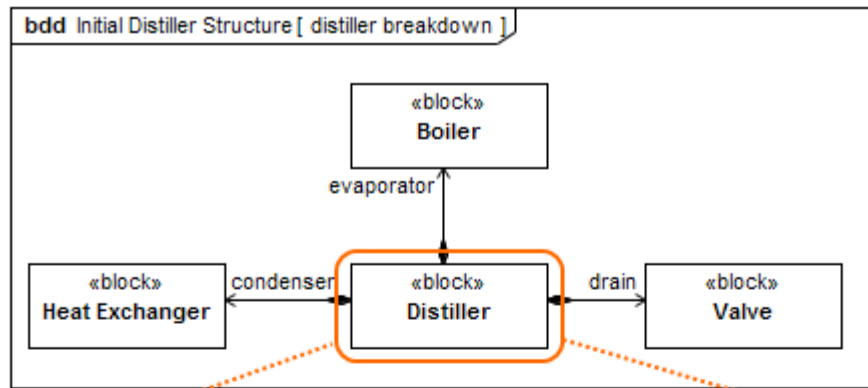 bdd Initial Distiller Structure [ distiller breakdown ]
«block»
Boiler
evaporator
«block»
Heat Exchanger
condenser
«block»
Distiller
drain
«block»
Valve